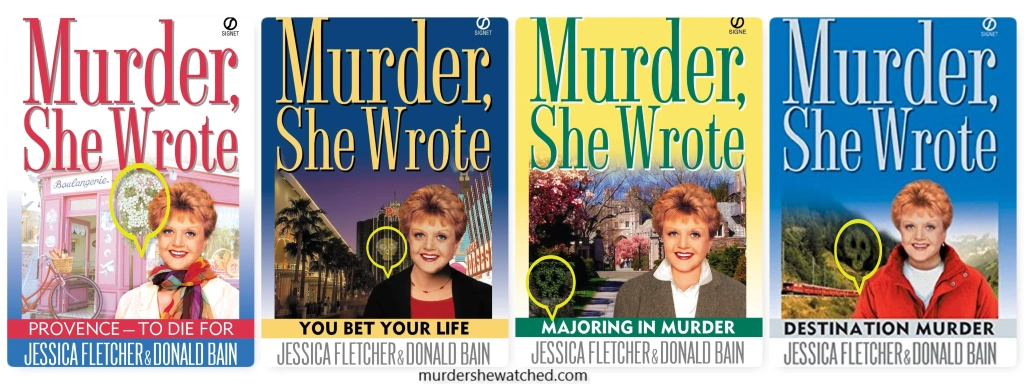 SIGNET
Murder,
She Wrote
Boulangerie.
PROVENCE—TO DIE FOR
JESSICA FLETCHER & DONALD BAIN
SIGNET
Murder,
She Wrote
YOU BET YOUR LIFE
JESSICA FLETCHER & DONALD BAIN
SIGNE
Murder,
She Wrote
MAJORING IN MURDER
JESSICA FLETCHER & DONALD BAIN
SIGNET
Murder,
She Wrote
DESTINATION MURDER
JESSICA FLETCHER & DONALD BAIN
murdershewatched.com